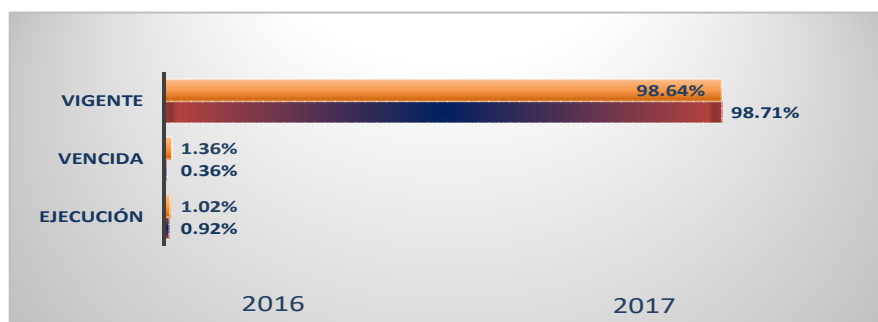 98.64%
VIGENTE
98.71%
1.36%
VENCIDA
0.36%
1.02%
EJECUCIÓN
0.92%
2016 2017